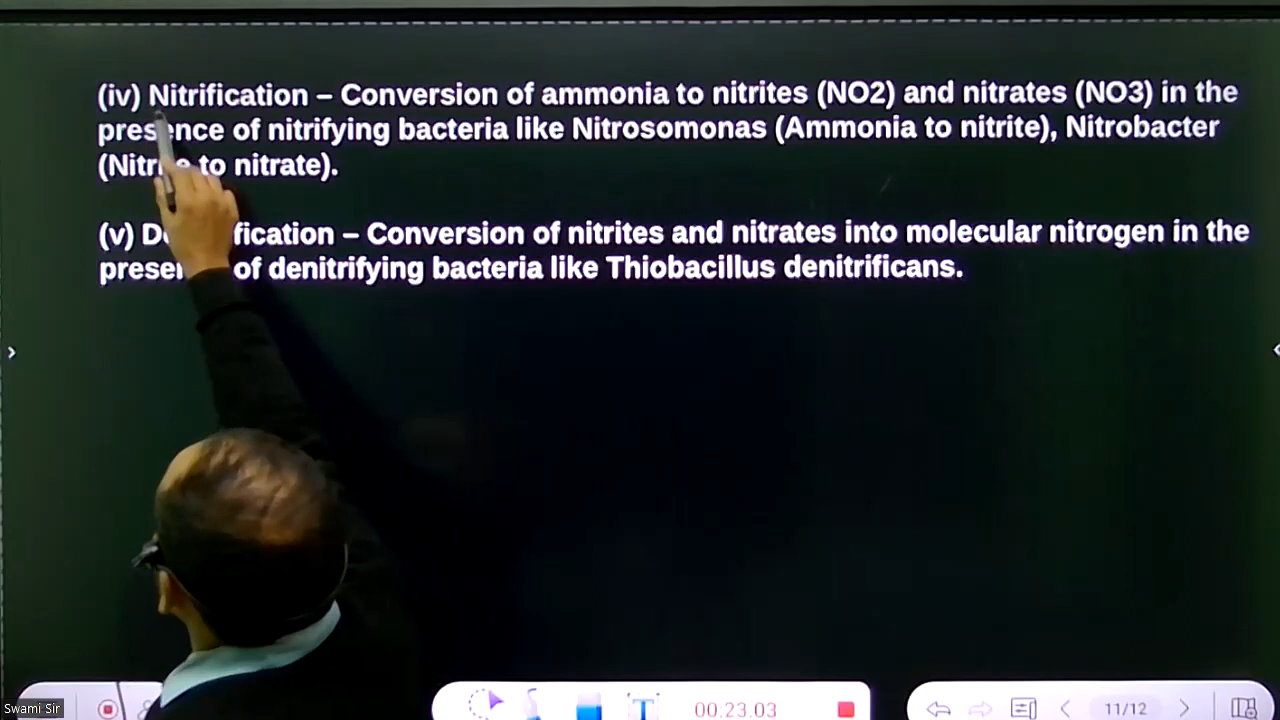 (iv) Nitrification – Conversion of ammonia to nitrites (NO2) and nitrates (NO3) in the
presence of nitrifying bacteria like Nitrosomonas (Ammonia to nitrite), Nitrobacter
to nitrate).
(v) fication – Conversion of nitrites and nitrates into molecular nitrogen in the
of denitrifying bacteria like Thiobacillus denitrificans.
Swami Sir
T
00:23.03
11/12